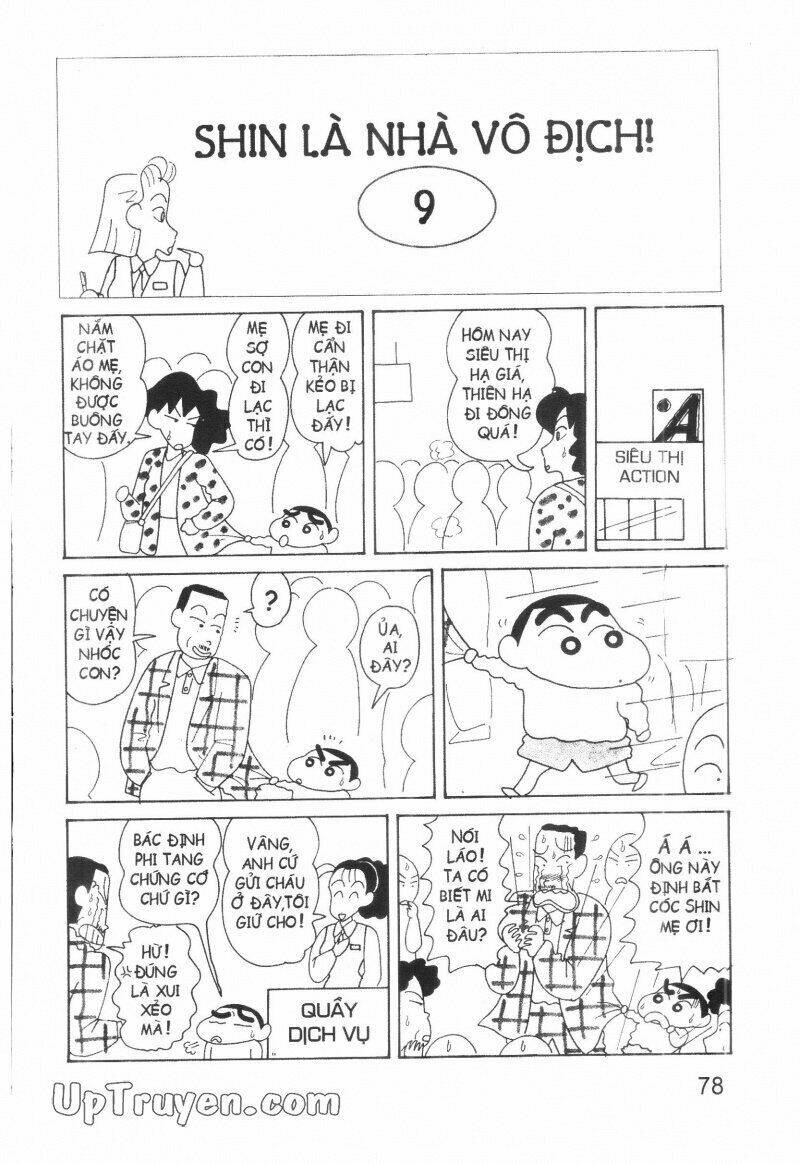 SHIN LÀ NHÀ VÔ ĐỊCH!
9
SIÊU THỊ
ACTION
A
HÔM NAY
SIÊU THỊ
HẠ GIÁ,
THIÊN HẠ
ĐI ĐÔNG
QUÁ!
MẸ ĐI
CẨN
THẬN
KẺO BỊ
LẠC ĐẤY!
MẸ
SỢ
CON
ĐI
LẠC
THÌ
CÓ!
NẮM
CHẶT
ÁO MẸ,
KHÔNG
ĐƯỢC
BUÔNG
TAY ĐẤY.
ỦA,
AI
ĐÂY?
?
CÓ
CHUYỆN
GÌ VẬY
NHÓC
CON?
Á Á ...
ÔNG NÀY
ĐỊNH BẮT
CÓC SHIN
MẸ ƠI!
NÓI
LÁO!
TA CÓ
BIẾT MI
LÀ AI
ĐÂU?
VÂNG,
ANH CỨ
GỬI CHÁU
Ở ĐÂY,TÔI
GIỮ CHO!
BÁC ĐỊNH
PHI TANG
CHỨNG CƠ
CHỨ GÌ?
HỪ!
ĐÚNG
LÀ XUI
XẺO
MÀ!
QUẦY
DỊCH VỤ
UpTruyen.com
78